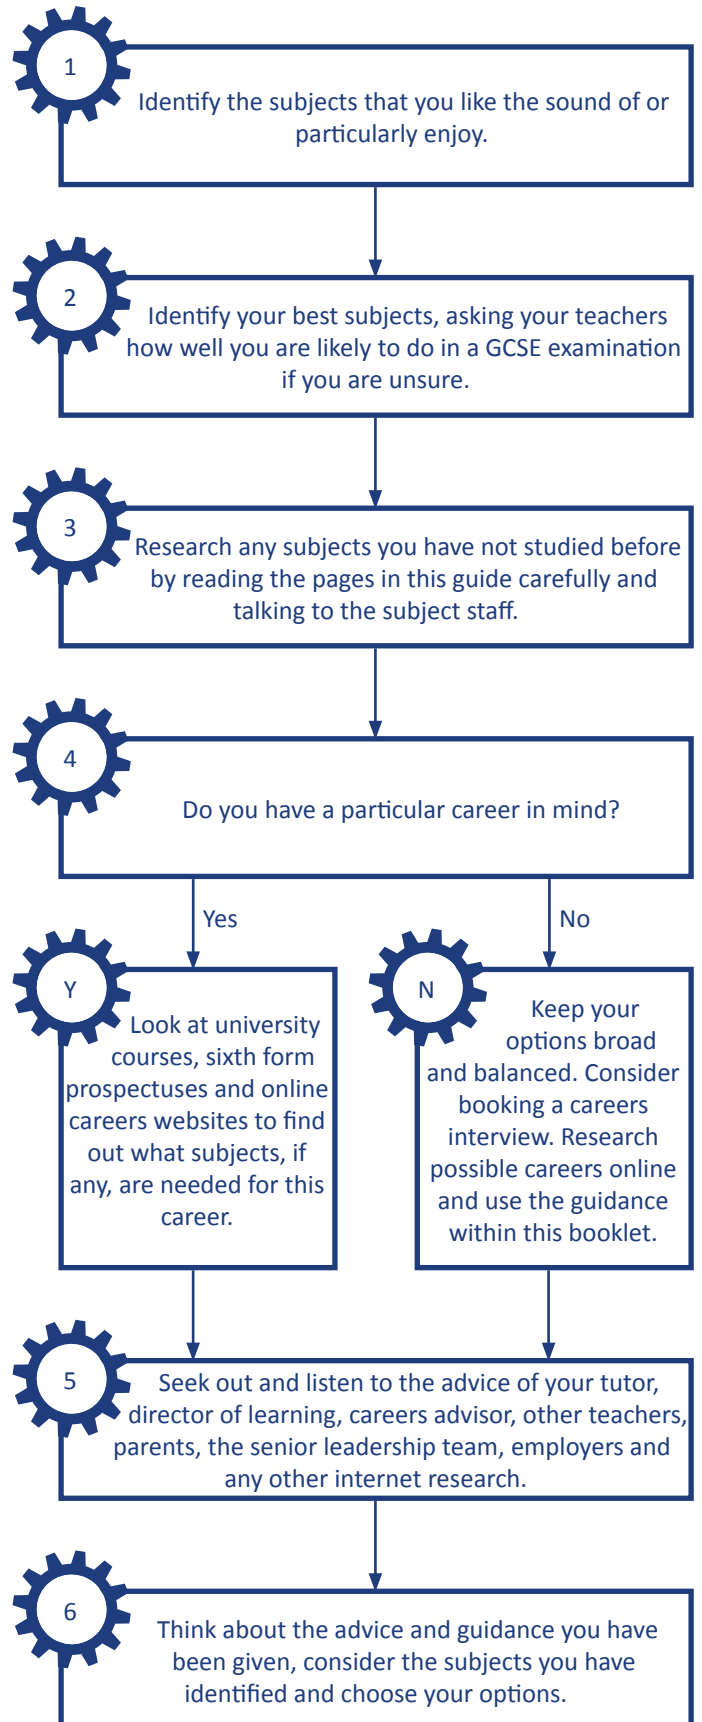 1
Identify the subjects that you like the sound of or
particularly enjoy.
2
Identify your best subjects, asking your teachers
how well you are likely to do in a GCSE examination
if you are unsure.
3
Research any subjects you have not studied before
by reading the pages in this guide carefully and
talking to the subject staff.
4
Do you have a particular career in mind?
Yes
No
Y
Look at university
courses, sixth form
prospectuses and online
careers websites to find
out what subjects, if
any, are needed for this
career.
N
Keep your
options broad
and balanced. Consider
booking a careers
interview. Research
possible careers online
and use the guidance
within this booklet.
5
Seek out and listen to the advice of your tutor,
director of learning, careers advisor, other teachers,
parents, the senior leadership team, employers and
any other internet research.
6
Think about the advice and guidance you have
been given, consider the subjects you have
identified and choose your options.